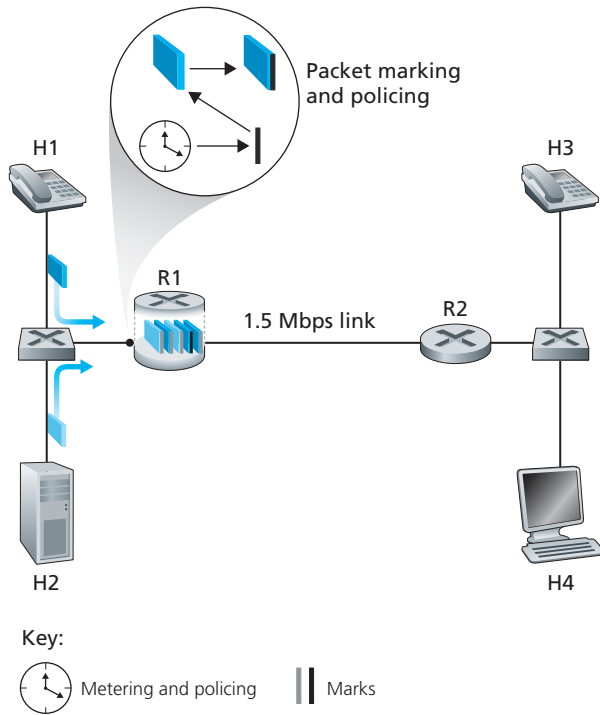 Packet marking
and policing
H1
H3
R1
1.5 Mbps link
R2
H2
H4
Key:
Metering and policing
Marks